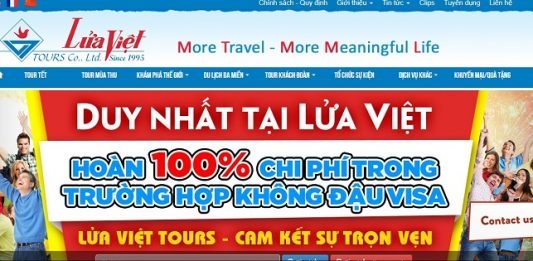 Chính sách - Quy định Giới thiệu Tin tức Clips Tuyển dụng Liên hệ
Lửa Việt
TOURS Co., Ltd. Since 1995
More Travel - More Meaningful Life
TOUR TẾT TOUR MÙA THU KHÁM PHÁ THẾ GIỚI DU LỊCH BA MIỀN TOUR KHÁCH ĐOÀN TỔ CHỨC SỰ KIỆN DỊCH VỤ KHÁC KHUYẾN MẠI/QUÀ TẶNG
DUY NHẤT TẠI LỬA VIỆT
HOÀN 100% CHI PHÍ TRONG
TRƯỜNG HỢP KHÔNG ĐẬU VISA
Contact us
LỬA VIỆT TOURS - CAM KẾT SỰ TRỌN VẸN